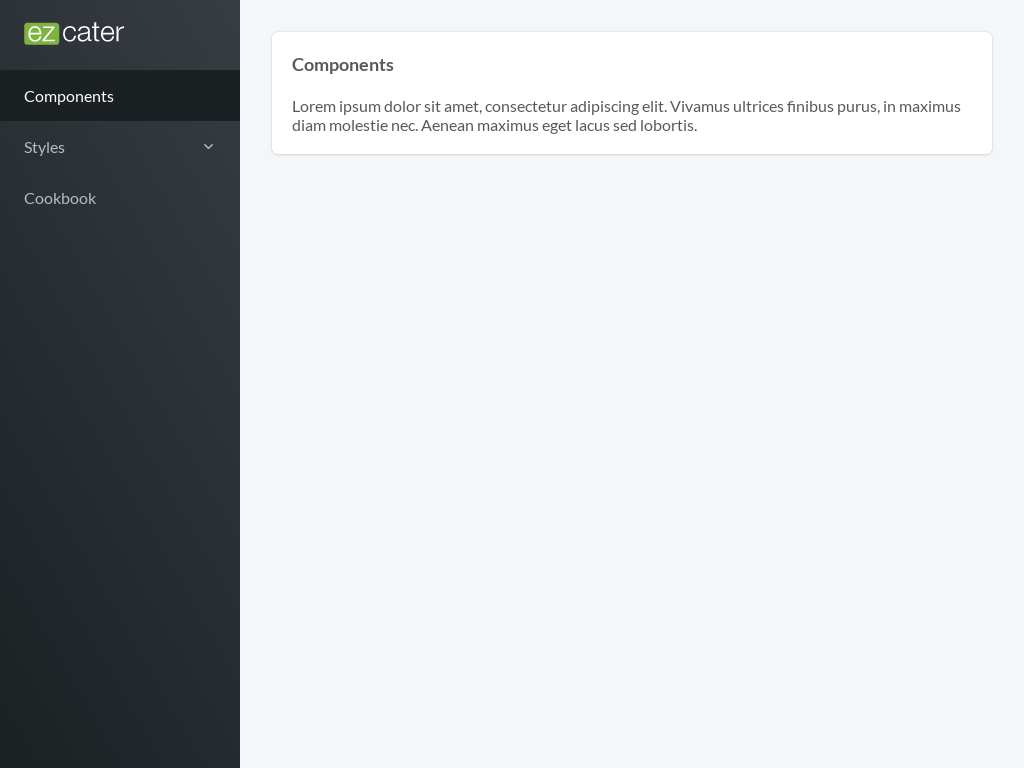 ezcater
Components
Styles
Cookbook
Components
Lorem ipsum dolor sit amet, consectetur adipiscing elit. Vivamus ultrices finibus purus, in maximus
diam molestie nec. Aenean maximus eget lacus sed lobortis.